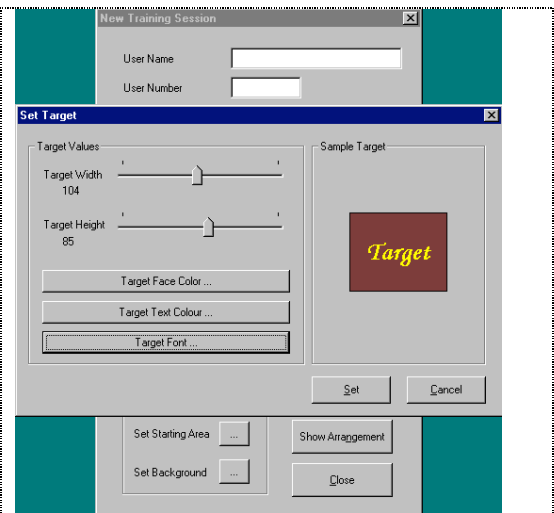 New Training Session
User Name
User Number
Set Target
Target Values
Sample Target
Target Width
104
Target Height
85
Target
Target Face Color ...
Target Text Colour ...
Target Font ...
Set
Cancel
Set Starting Area
...
Show Arrangement
Set Background
...
Close